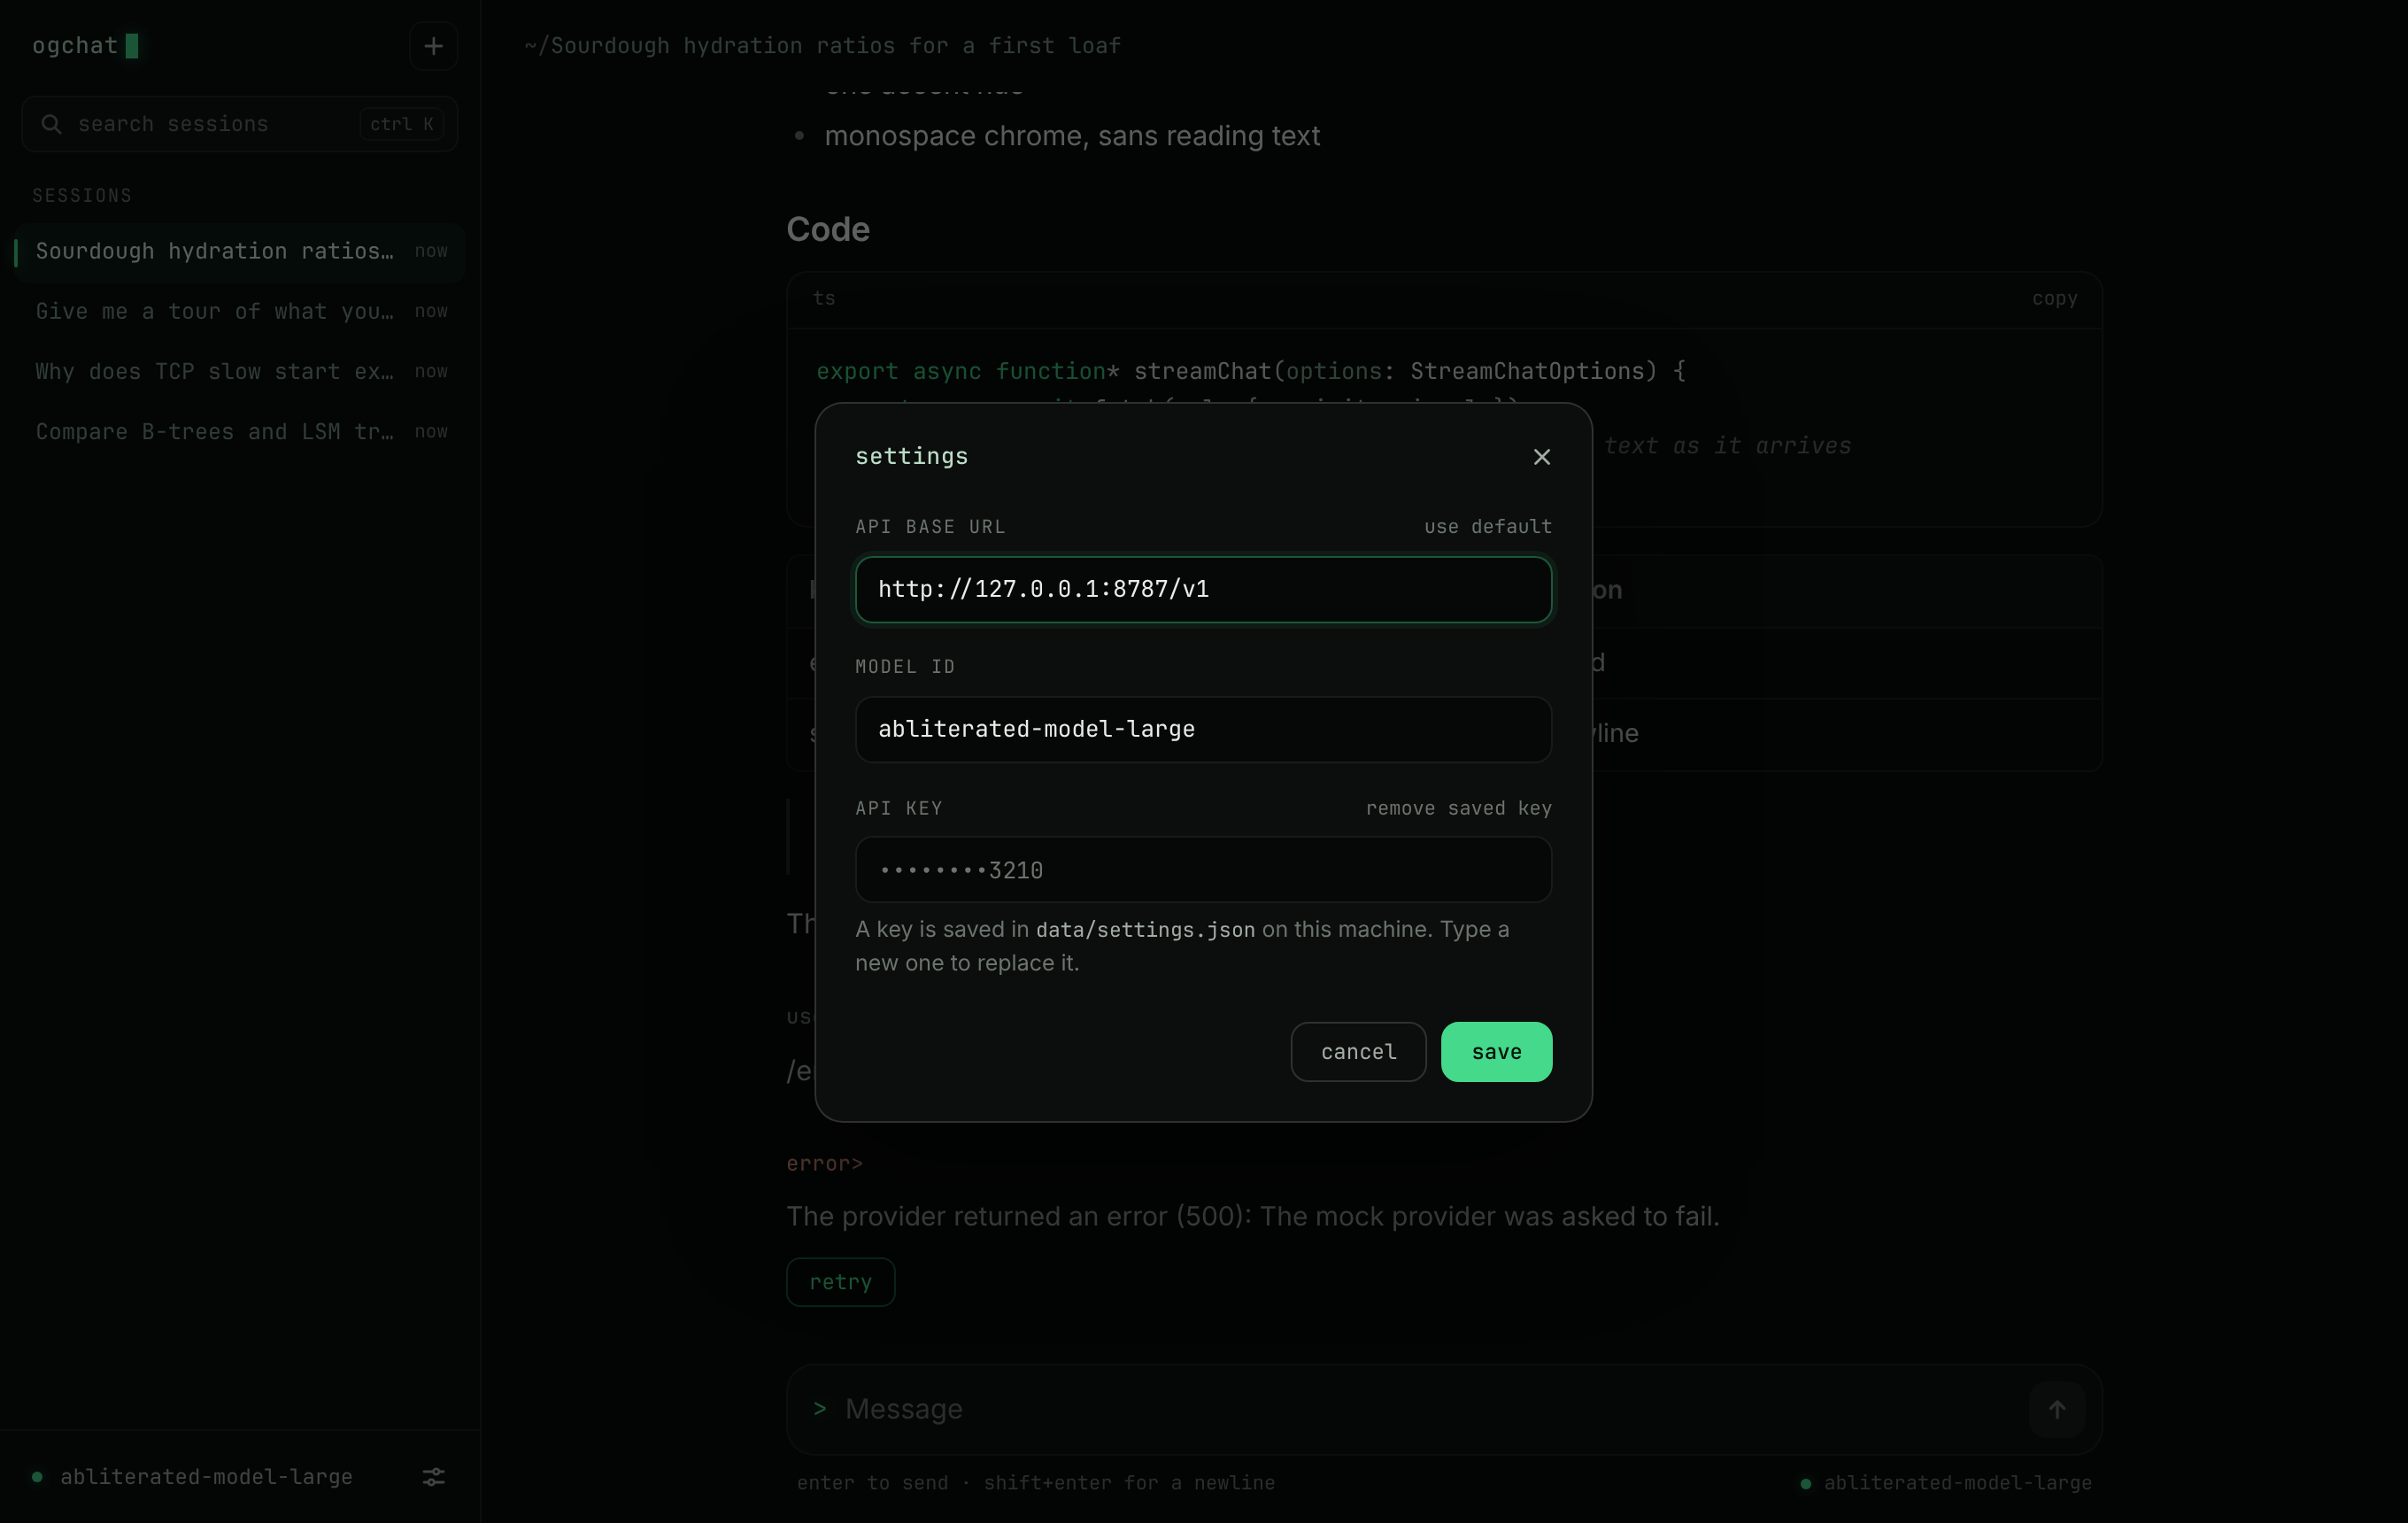 ogchat
search sessions
ctrl K
SESSIONS
Sourdough hydration ratios… now
Give me a tour of what you… now
Why does TCP slow start ex… now
Compare B-trees and LSM tr… now
abliterated-model-large
~/Sourdough hydration ratios for a first loaf
monospace chrome, sans reading text
Code
ts
copy
export async function* streamChat(options: StreamChatOptions) {
text as it arrives
settings
API BASE URL
use default
http://127.0.0.1:8787/v1
MODEL ID
abliterated-model-large
API KEY
remove saved key
••••••••3210
A key is saved in data/settings.json on this machine. Type a
new one to replace it.
cancel
save
error>
The provider returned an error (500): The mock provider was asked to fail.
retry
> Message
enter to send · shift+enter for a newline
abliterated-model-large